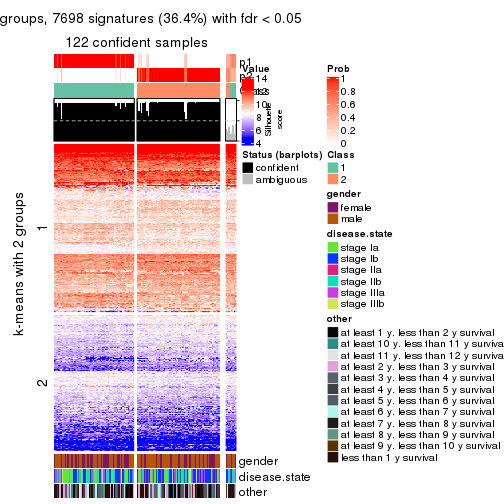 groups, 7698 signatures (36.4%) with fdr < 0.05
122 confident samples
p1
p2
Class
Silhouette
score
k-means with 2 groups
1
2
gender
disease.state
other
Value
14
12
10
8
6
4
Status (barplots)
confident
ambiguous
Prob
1
0.8
0.6
0.4
0.2
0
Class
1
2
gender
female
male
disease.state
stage Ia
stage Ib
stage IIa
stage IIb
stage IIIa
stage IIIb
other
at least 1 y. less than 2 y survival
at least 10 y. less than 11 y surviva
at least 11 y. less than 12 y surviva
at least 2 y. less than 3 y survival
at least 3 y. less than 4 y survival
at least 4 y. less than 5 y survival
at least 5 y. less than 6 y survival
at least 6 y. less than 7 y survival
at least 7 y. less than 8 y survival
at least 8 y. less than 9 y survival
at least 9 y. less than 10 y survival
less than 1 y survival